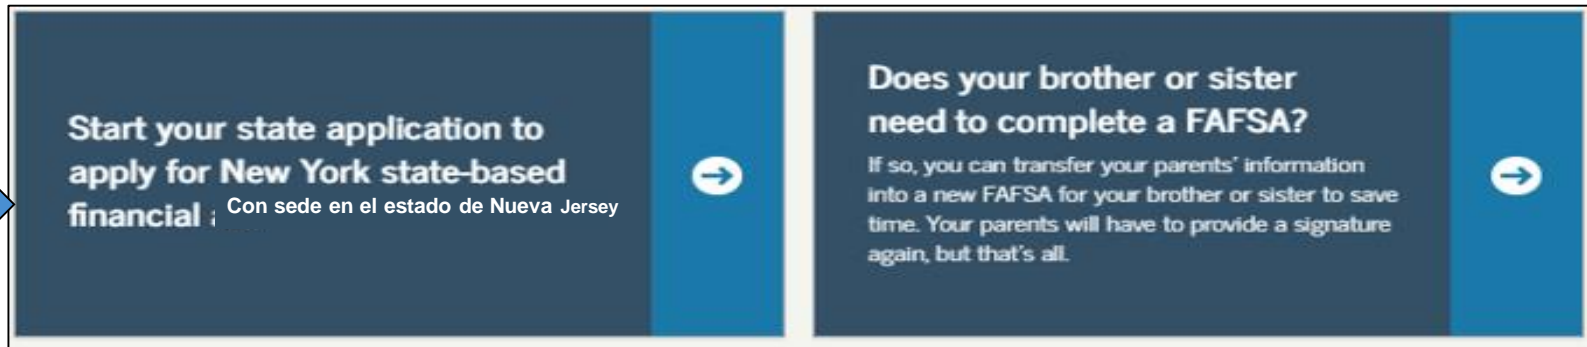 Start your state application to
apply for New York state-based
financial
Con sede en el estado de Nueva Jersey
Does your brother or sister
need to complete a FAFSA?
If so, you can transfer your parents' information
into a new FAFSA for your brother or sister to save
time. Your parents will have to provide a signature
again, but that's all.